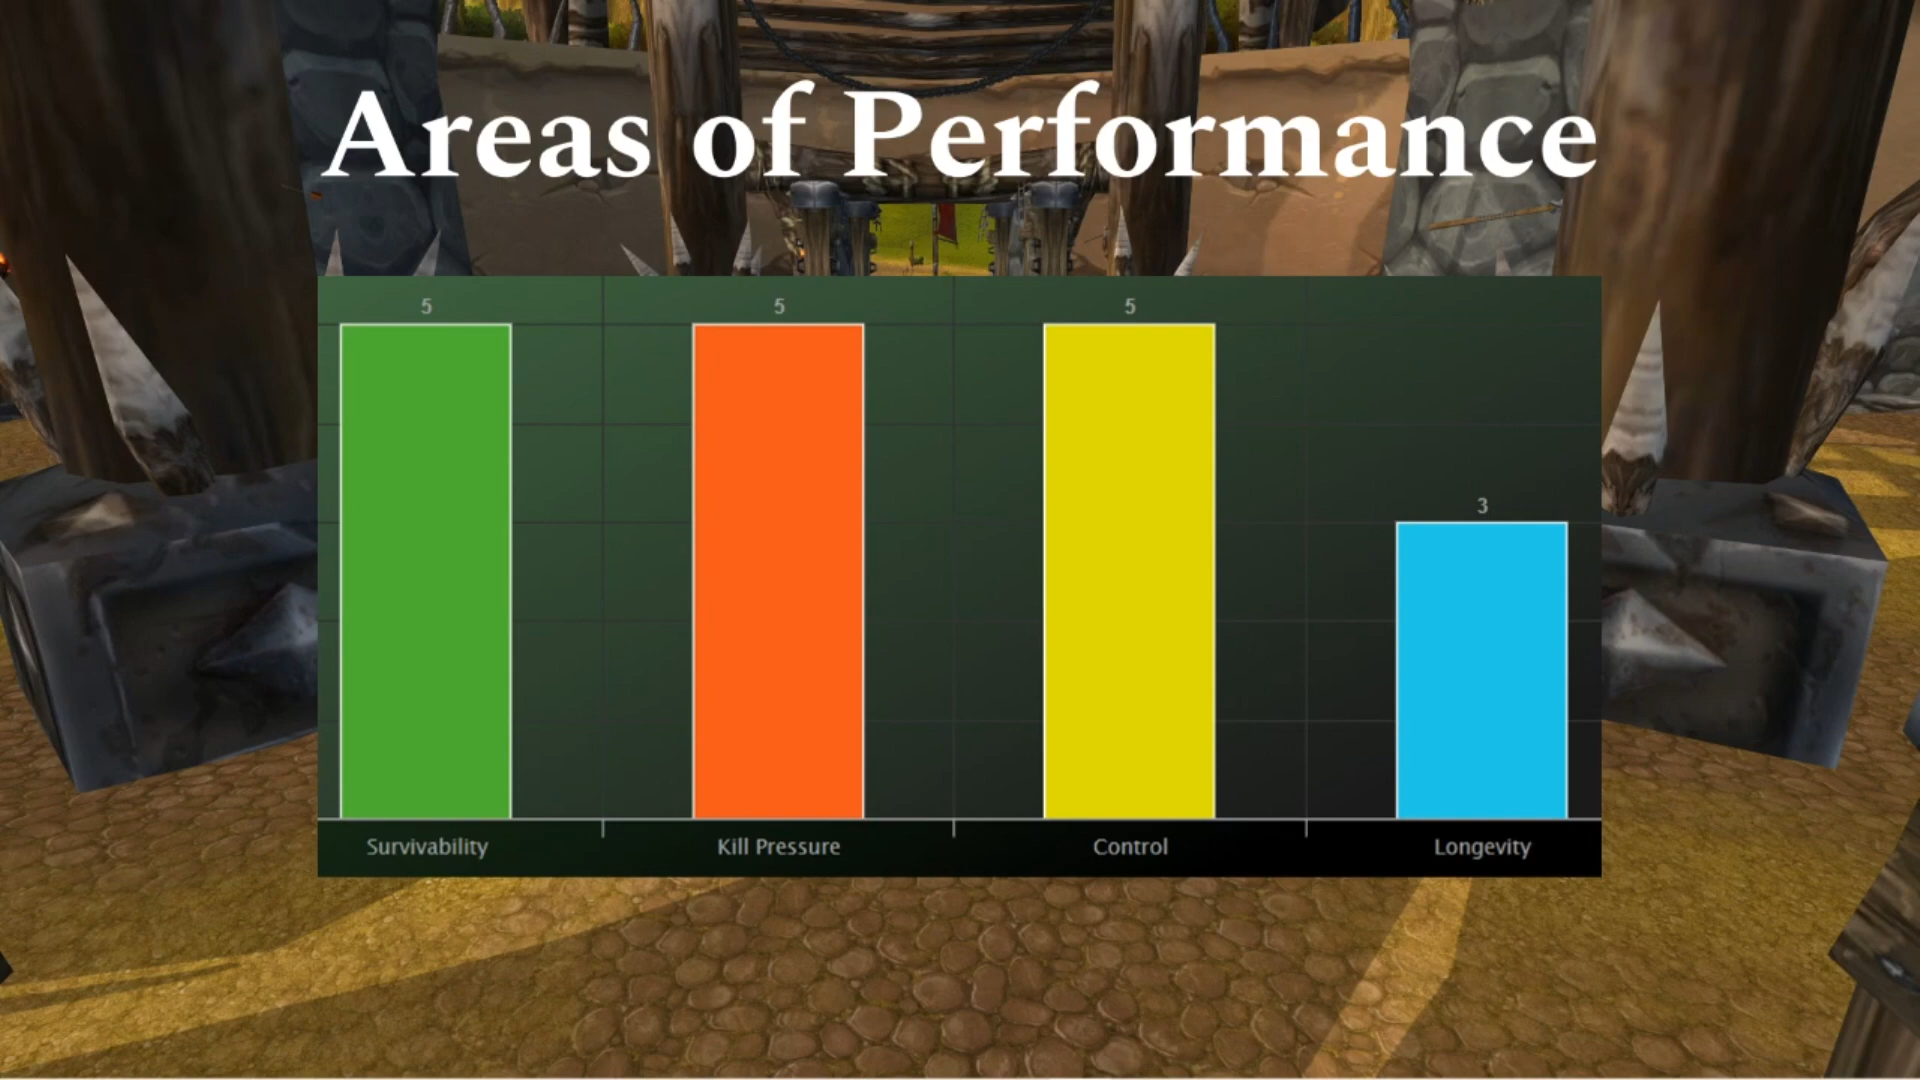 Areas of Performance
5 5 5 3
Survivability Kill Pressure Control Longevity